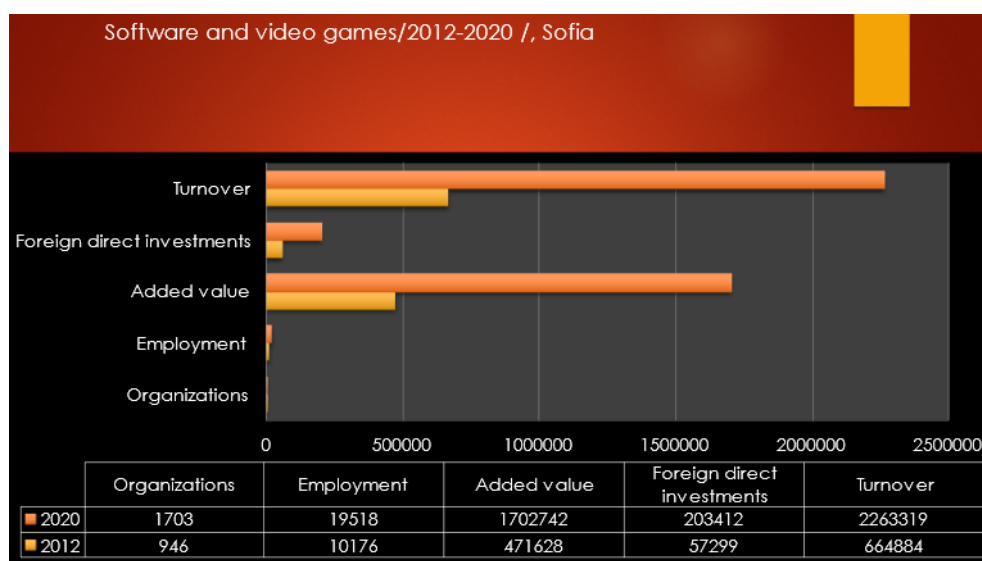 Software and video games/2012-2020 /, Sofia
Turnover
Foreign direct investments
Added value
Employment
Organizations
0 500000 1000000 1500000 2000000 2500000
Organizations Employment Added value Foreign direct investments Turnover
2020 1703 19518 1702742 203412 2263319
2012 946 10176 471628 57299 664884